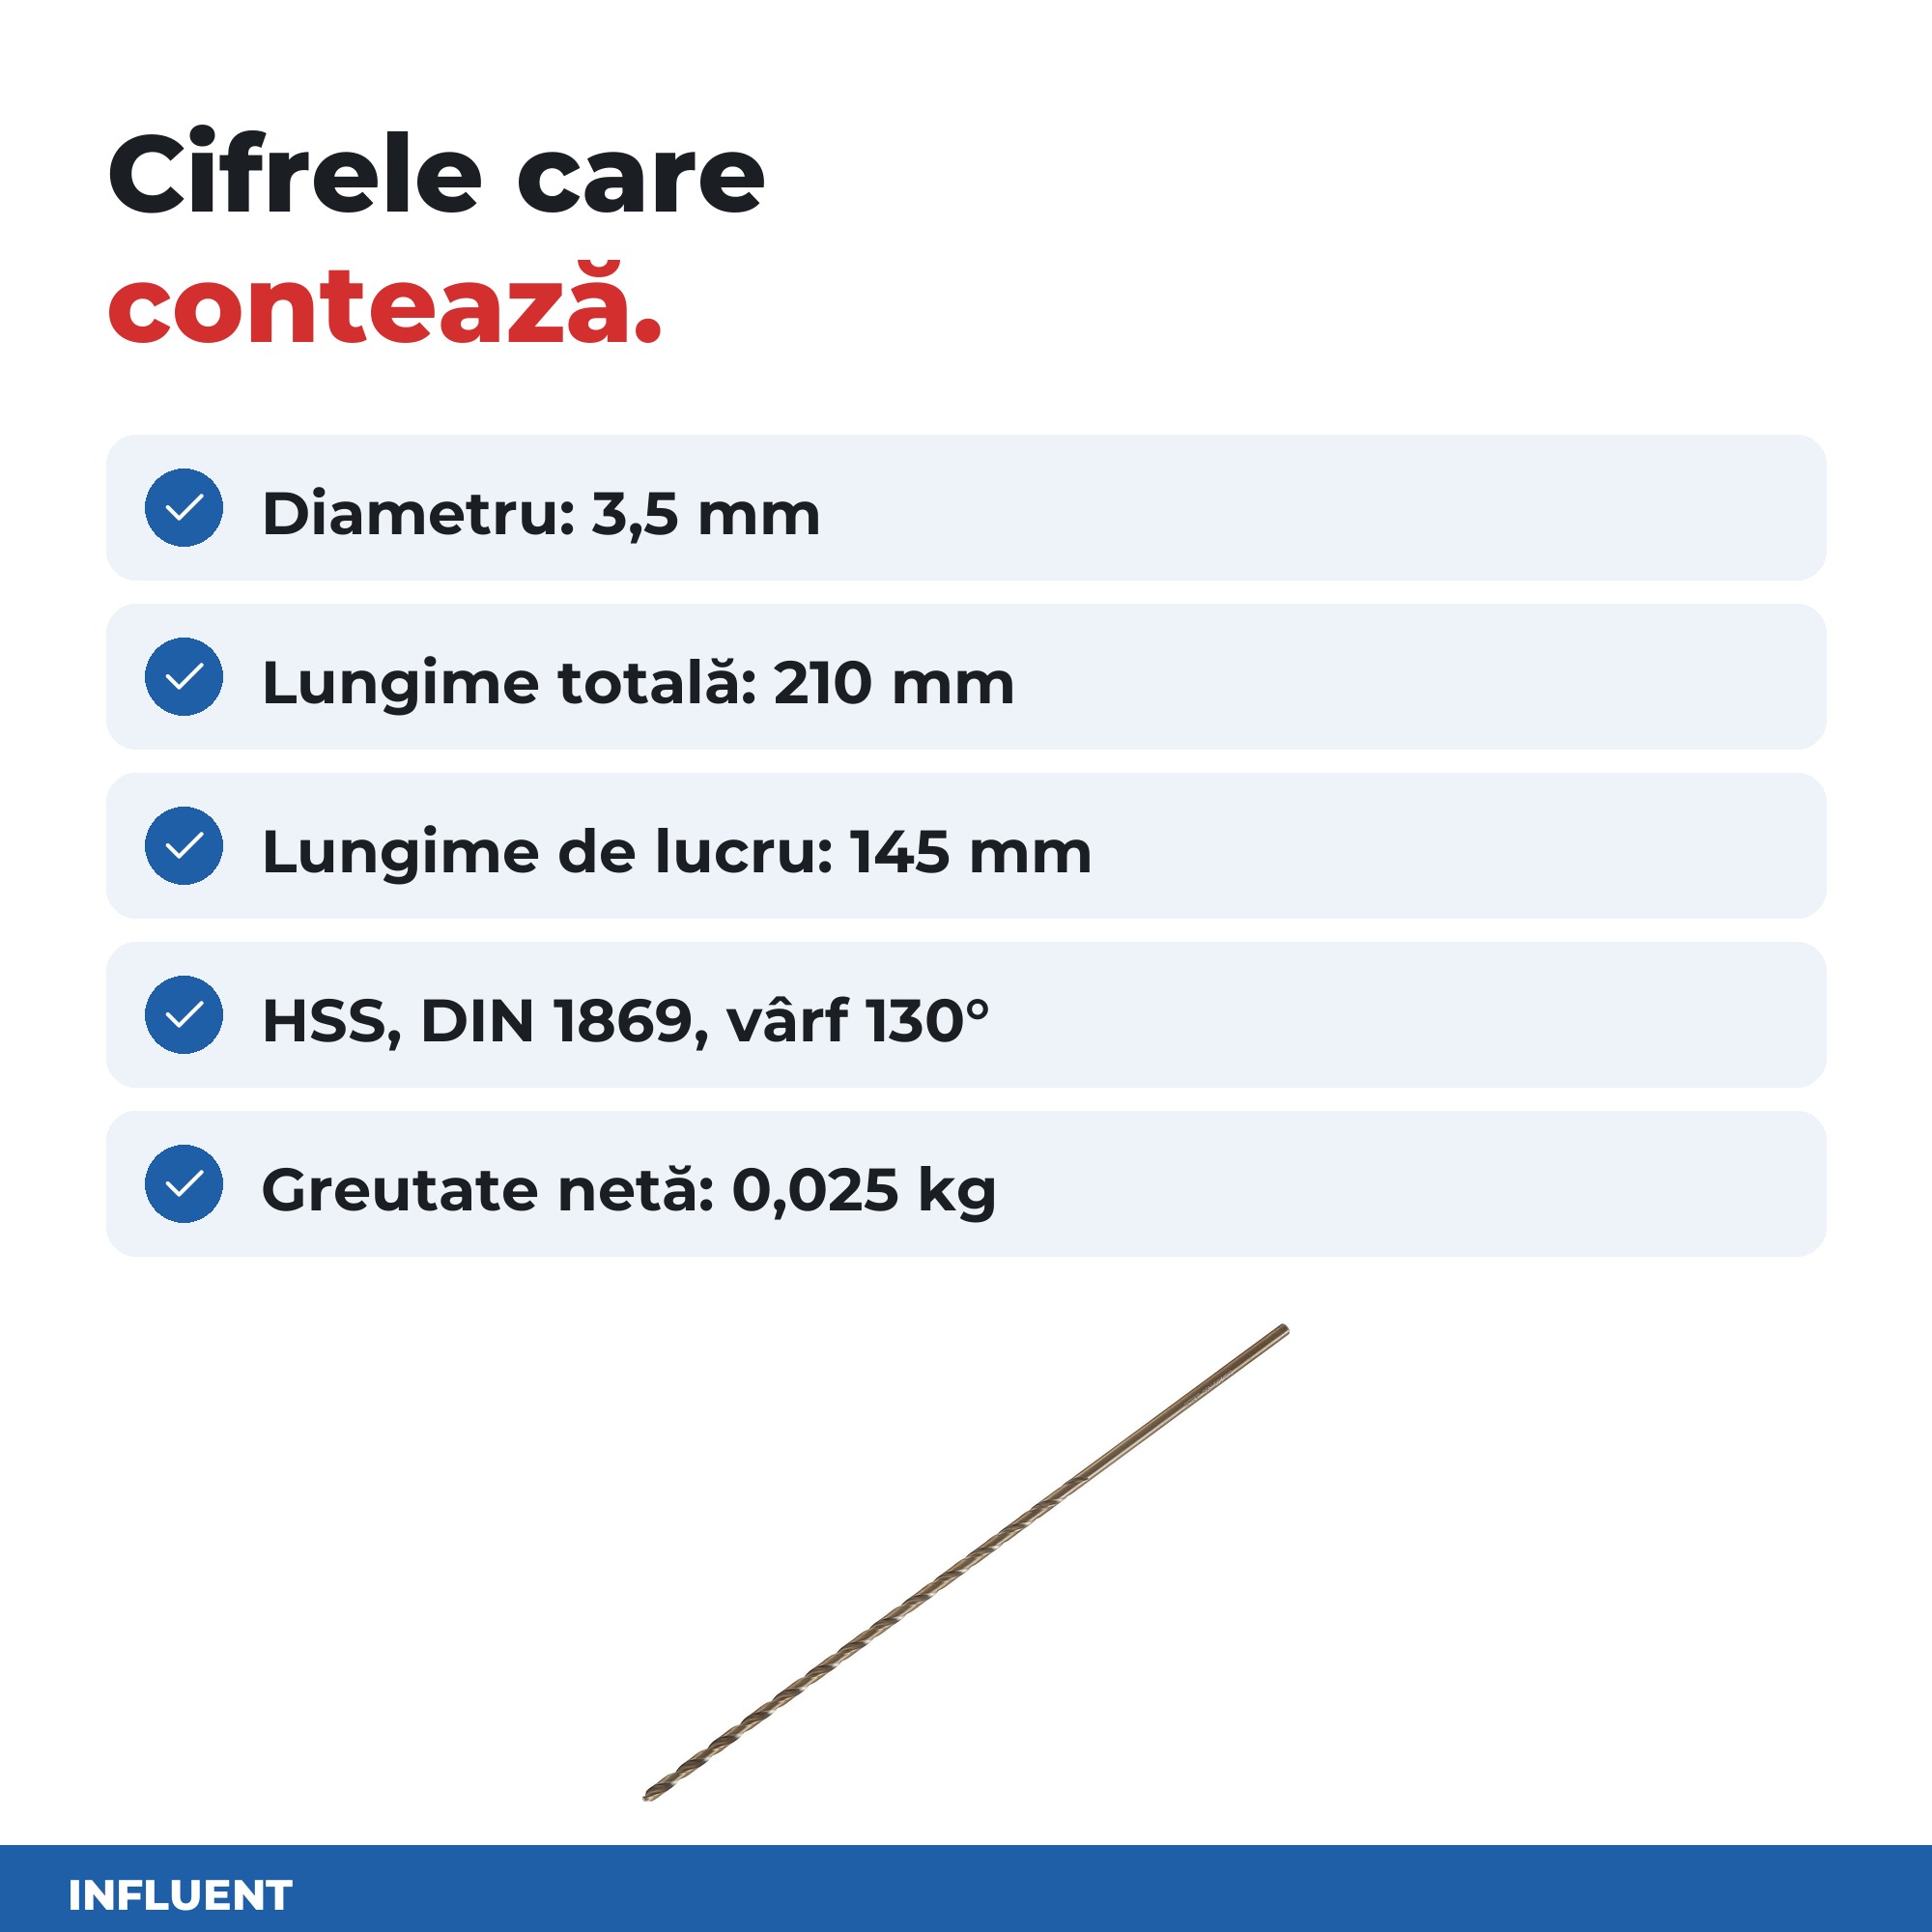 Cifrele care
contează.
Diametru: 3,5 mm
Lungime totală: 210 mm
Lungime de lucru: 145 mm
HSS, DIN 1869, vârf 130°
Greutate netă: 0,025 kg
INFLUENT